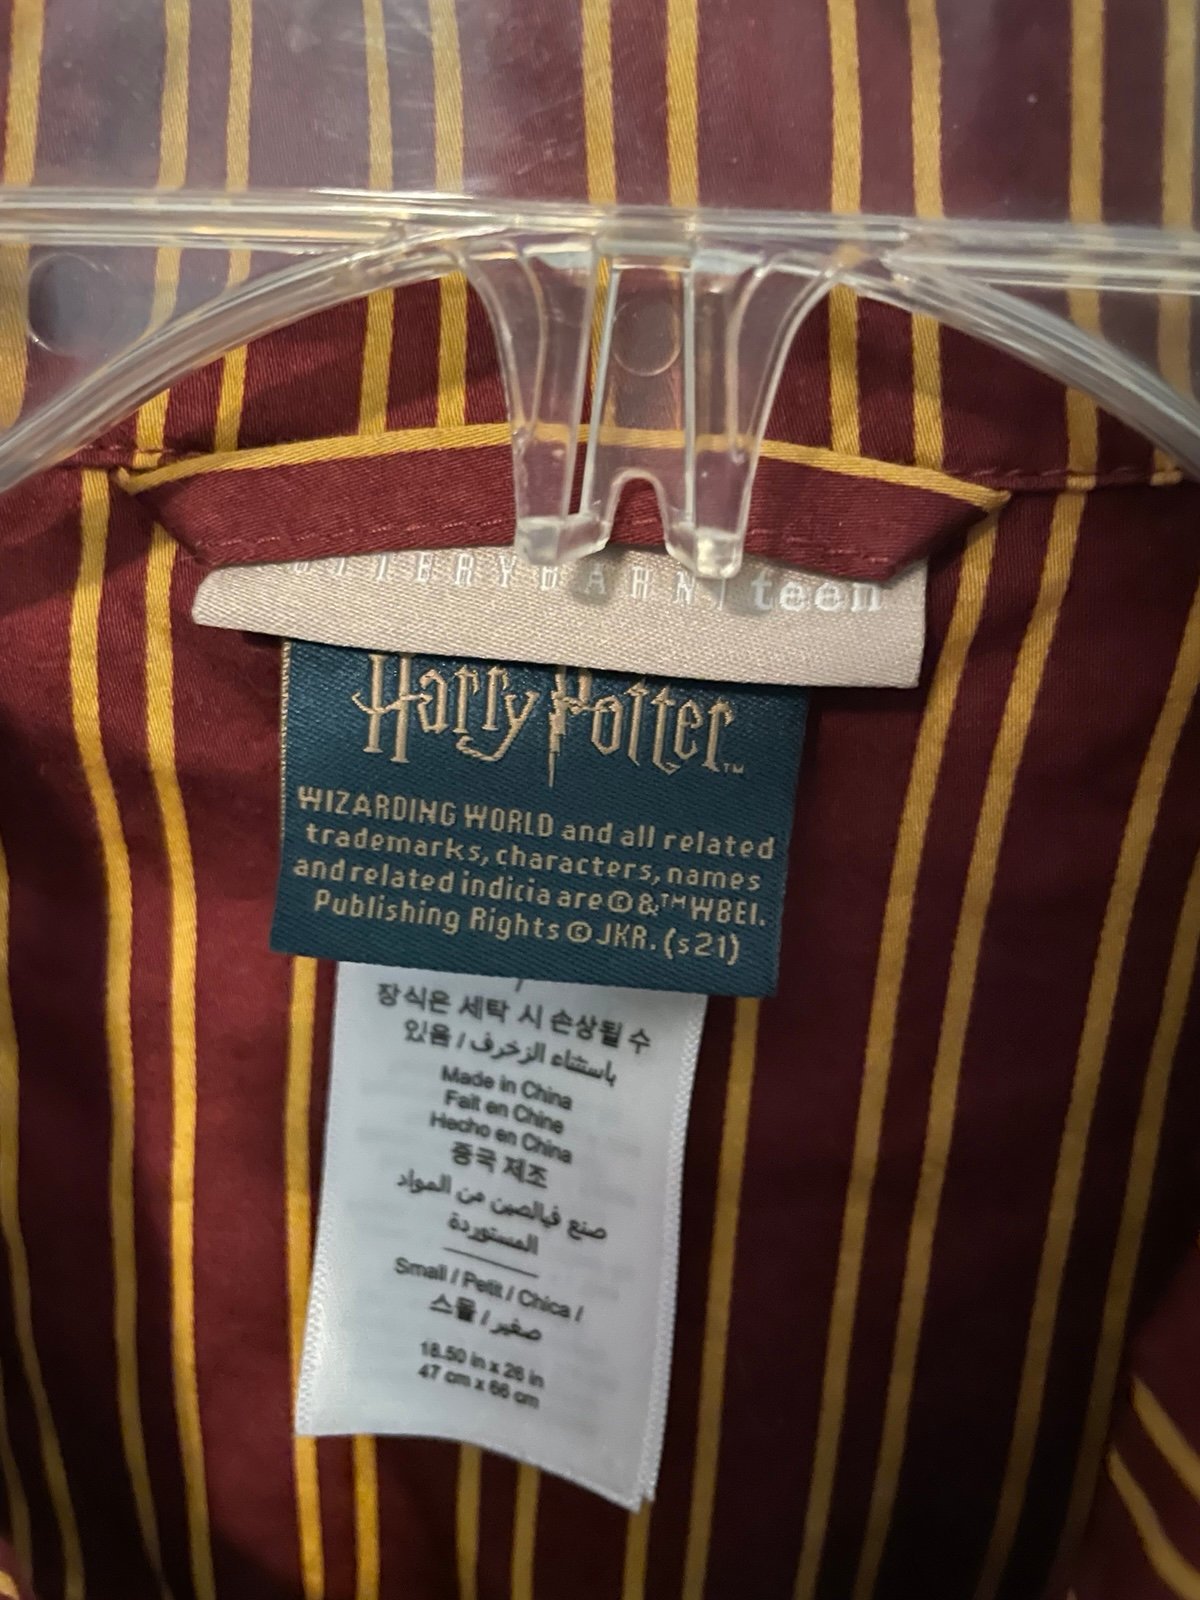 POTTERYBARN | teen
Harry Potter™
WIZARDING WORLD and all related
trademarks, characters, names
and related indicia are © & ™ WBEI.
Publishing Rights © JKR. (s21)
장식은 세탁 시 손상될 수
있음 / باستثناء الزخرف
Made in China
Fait en Chine
Hecho en China
중국 제조
صنع فيالصين من المواد
المستوردة
Small / Petit / Chica /
스몰 / صغير
18.50 in x 26 in
47 cm x 66 cm